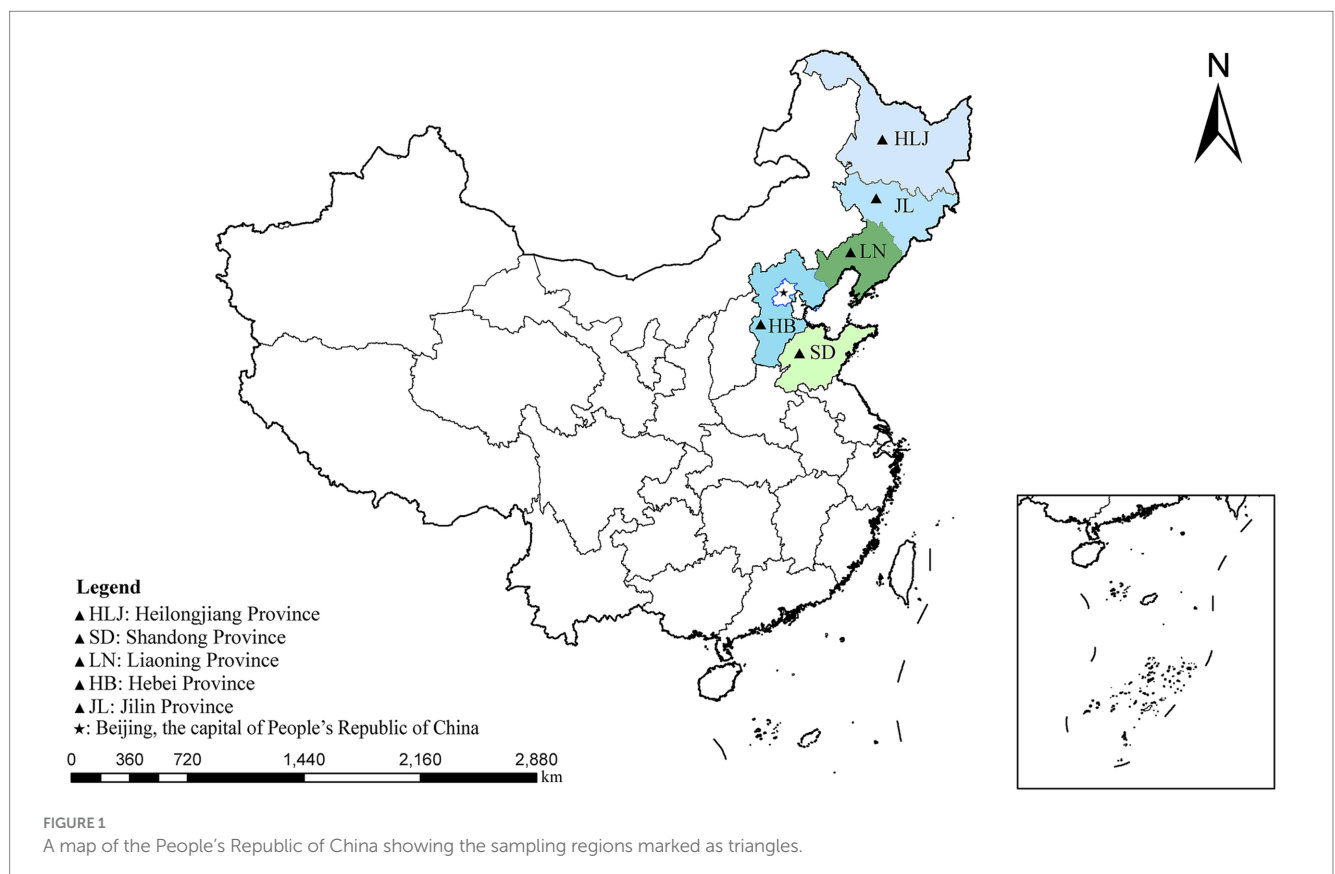 N
HLJ
JL
LN
HB
SD
Legend
▲HLJ: Heilongjiang Province
▲SD: Shandong Province
▲LN: Liaoning Province
▲HB: Hebei Province
▲JL: Jilin Province
★: Beijing, the capital of People's Republic of China
0 360 720 1,440 2,160 2,880
km
FIGURE 1
A map of the People's Republic of China showing the sampling regions marked as triangles.